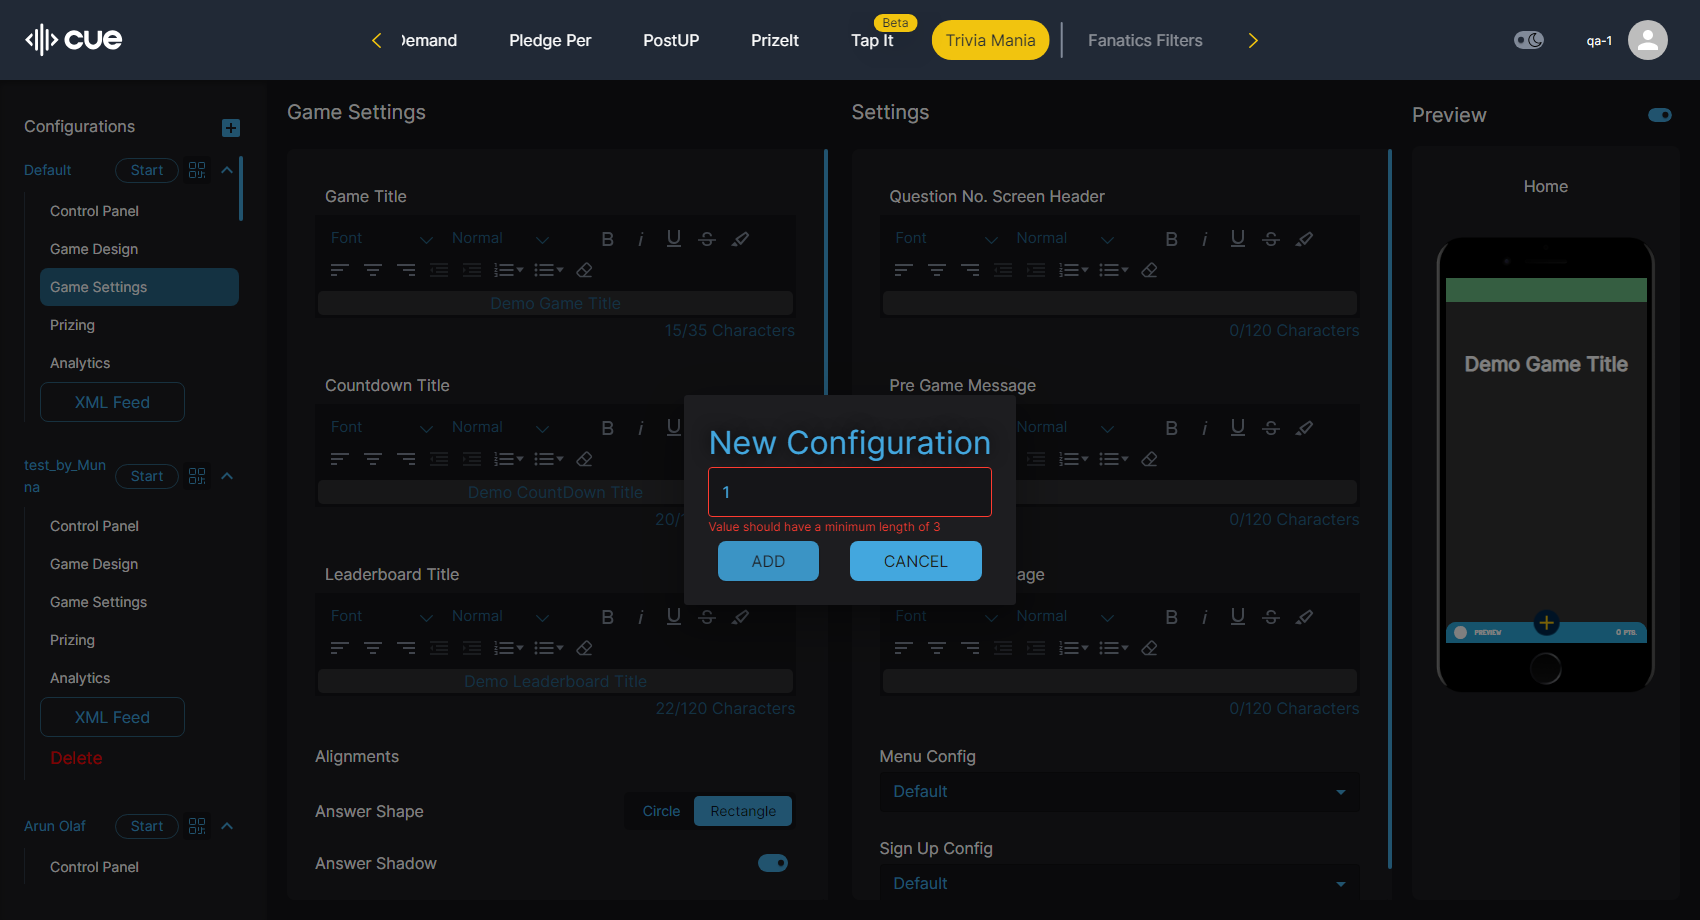 cue
Demand
Pledge Per
PostUP
PrizeIt
Tap It
Beta
Trivia Mania
Fanatics Filters
qa-1
Configurations
Default
Start
Control Panel
Game Design
Game Settings
Prizing
Analytics
XML Feed
test_by_Mun
na
Start
Control Panel
Game Design
Game Settings
Prizing
Analytics
XML Feed
Delete
Arun Olaf
Start
Control Panel
Game Settings
Game Title
Font
Normal
Demo Game Title
15/35 Characters
Countdown Title
Font
Normal
Demo CountDown Title
20/
Leaderboard Title
Font
Normal
Demo Leaderboard Title
22/120 Characters
Alignments
Answer Shape
Circle
Rectangle
Answer Shadow
New Configuration
1
Value should have a minimum length of 3
ADD
CANCEL
Settings
Question No. Screen Header
Font
Normal
0/120 Characters
Pre Game Message
Normal
0/120 Characters
age
Font
Normal
0/120 Characters
Menu Config
Default
Sign Up Config
Default
Preview
Home
Demo Game Title
PREVIEW
0 PTS.